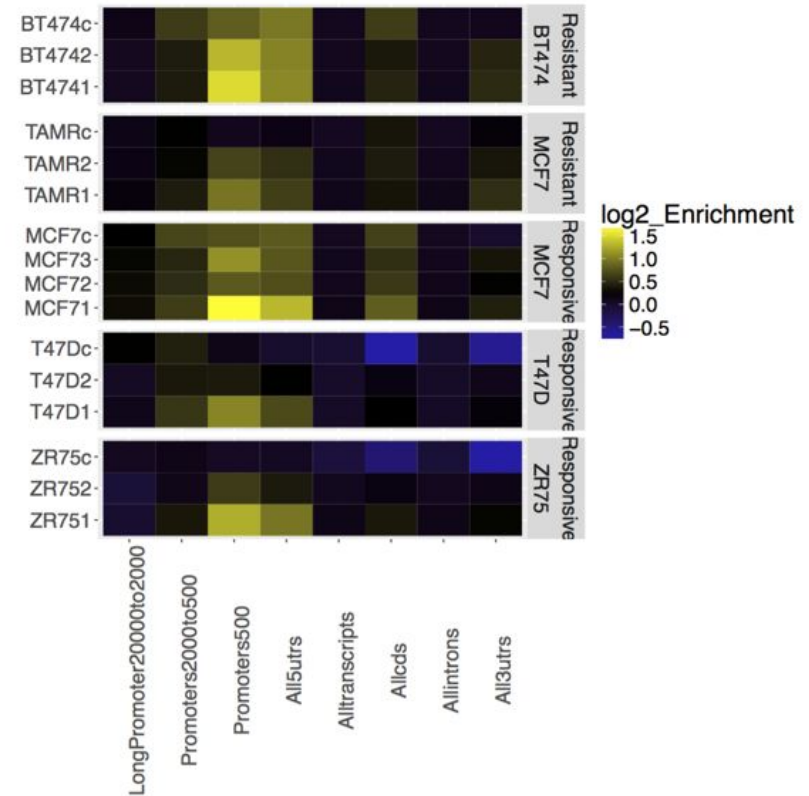 BT474c
BT4742
BT4741
Resistant
BT474
TAMRc
TAMR2
TAMR1
Resistant
MCF7
MCF7c
MCF73
MCF72
MCF71
Responsive
MCF7
T47Dc
T47D2
T47D1
Responsive
T47D
ZR75c
ZR752
ZR751
Responsive
ZR75
log2_Enrichment
1.5
1.0
0.5
0.0
−0.5
LongPromoter20000to2000
Promoters2000to500
Promoters500
All5utrs
Alltranscripts
Allcds
Allintrons
All3utrs